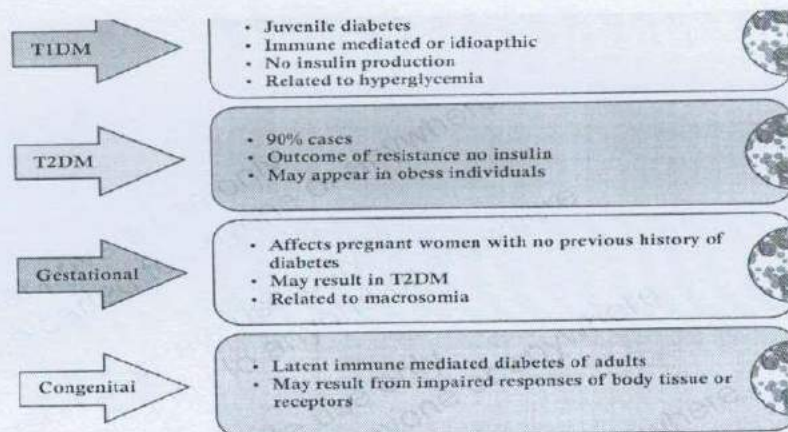 T1DM
• Juvenile diabetes
• Immune mediated or idioapthic
• No insulin production
• Related to hyperglycemia
T2DM
• 90% cases
• Outcome of resistance no insulin
• May appear in obess individuals
Gestational
• Affects pregnant women with no previous history of
diabetes
• May result in T2DM
• Related to macrosomia
Congenitai
• Latent immune mediated diabetes of adults
• May result from impaired responses of body tissue or
receptors